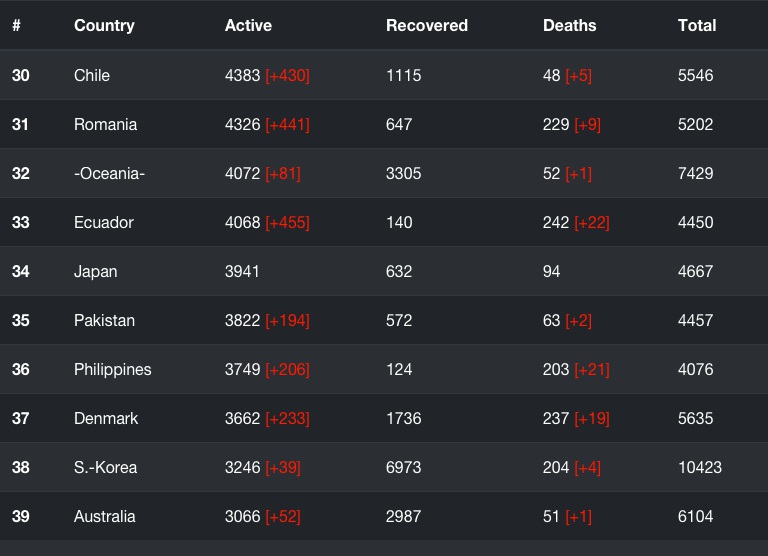 # Country Active Recovered Deaths Total
30 Chile 4383 [+430] 1115 48 [+5] 5546
31 Romania 4326 [+441] 647 229 [+9] 5202
32 -Oceania- 4072 [+81] 3305 52 [+1] 7429
33 Ecuador 4068 [+455] 140 242 [+22] 4450
34 Japan 3941 632 94 4667
35 Pakistan 3822 [+194] 572 63 [+2] 4457
36 Philippines 3749 [+206] 124 203 [+21] 4076
37 Denmark 3662 [+233] 1736 237 [+19] 5635
38 S.-Korea 3246 [+39] 6973 204 [+4] 10423
39 Australia 3066 [+52] 2987 51 [+1] 6104